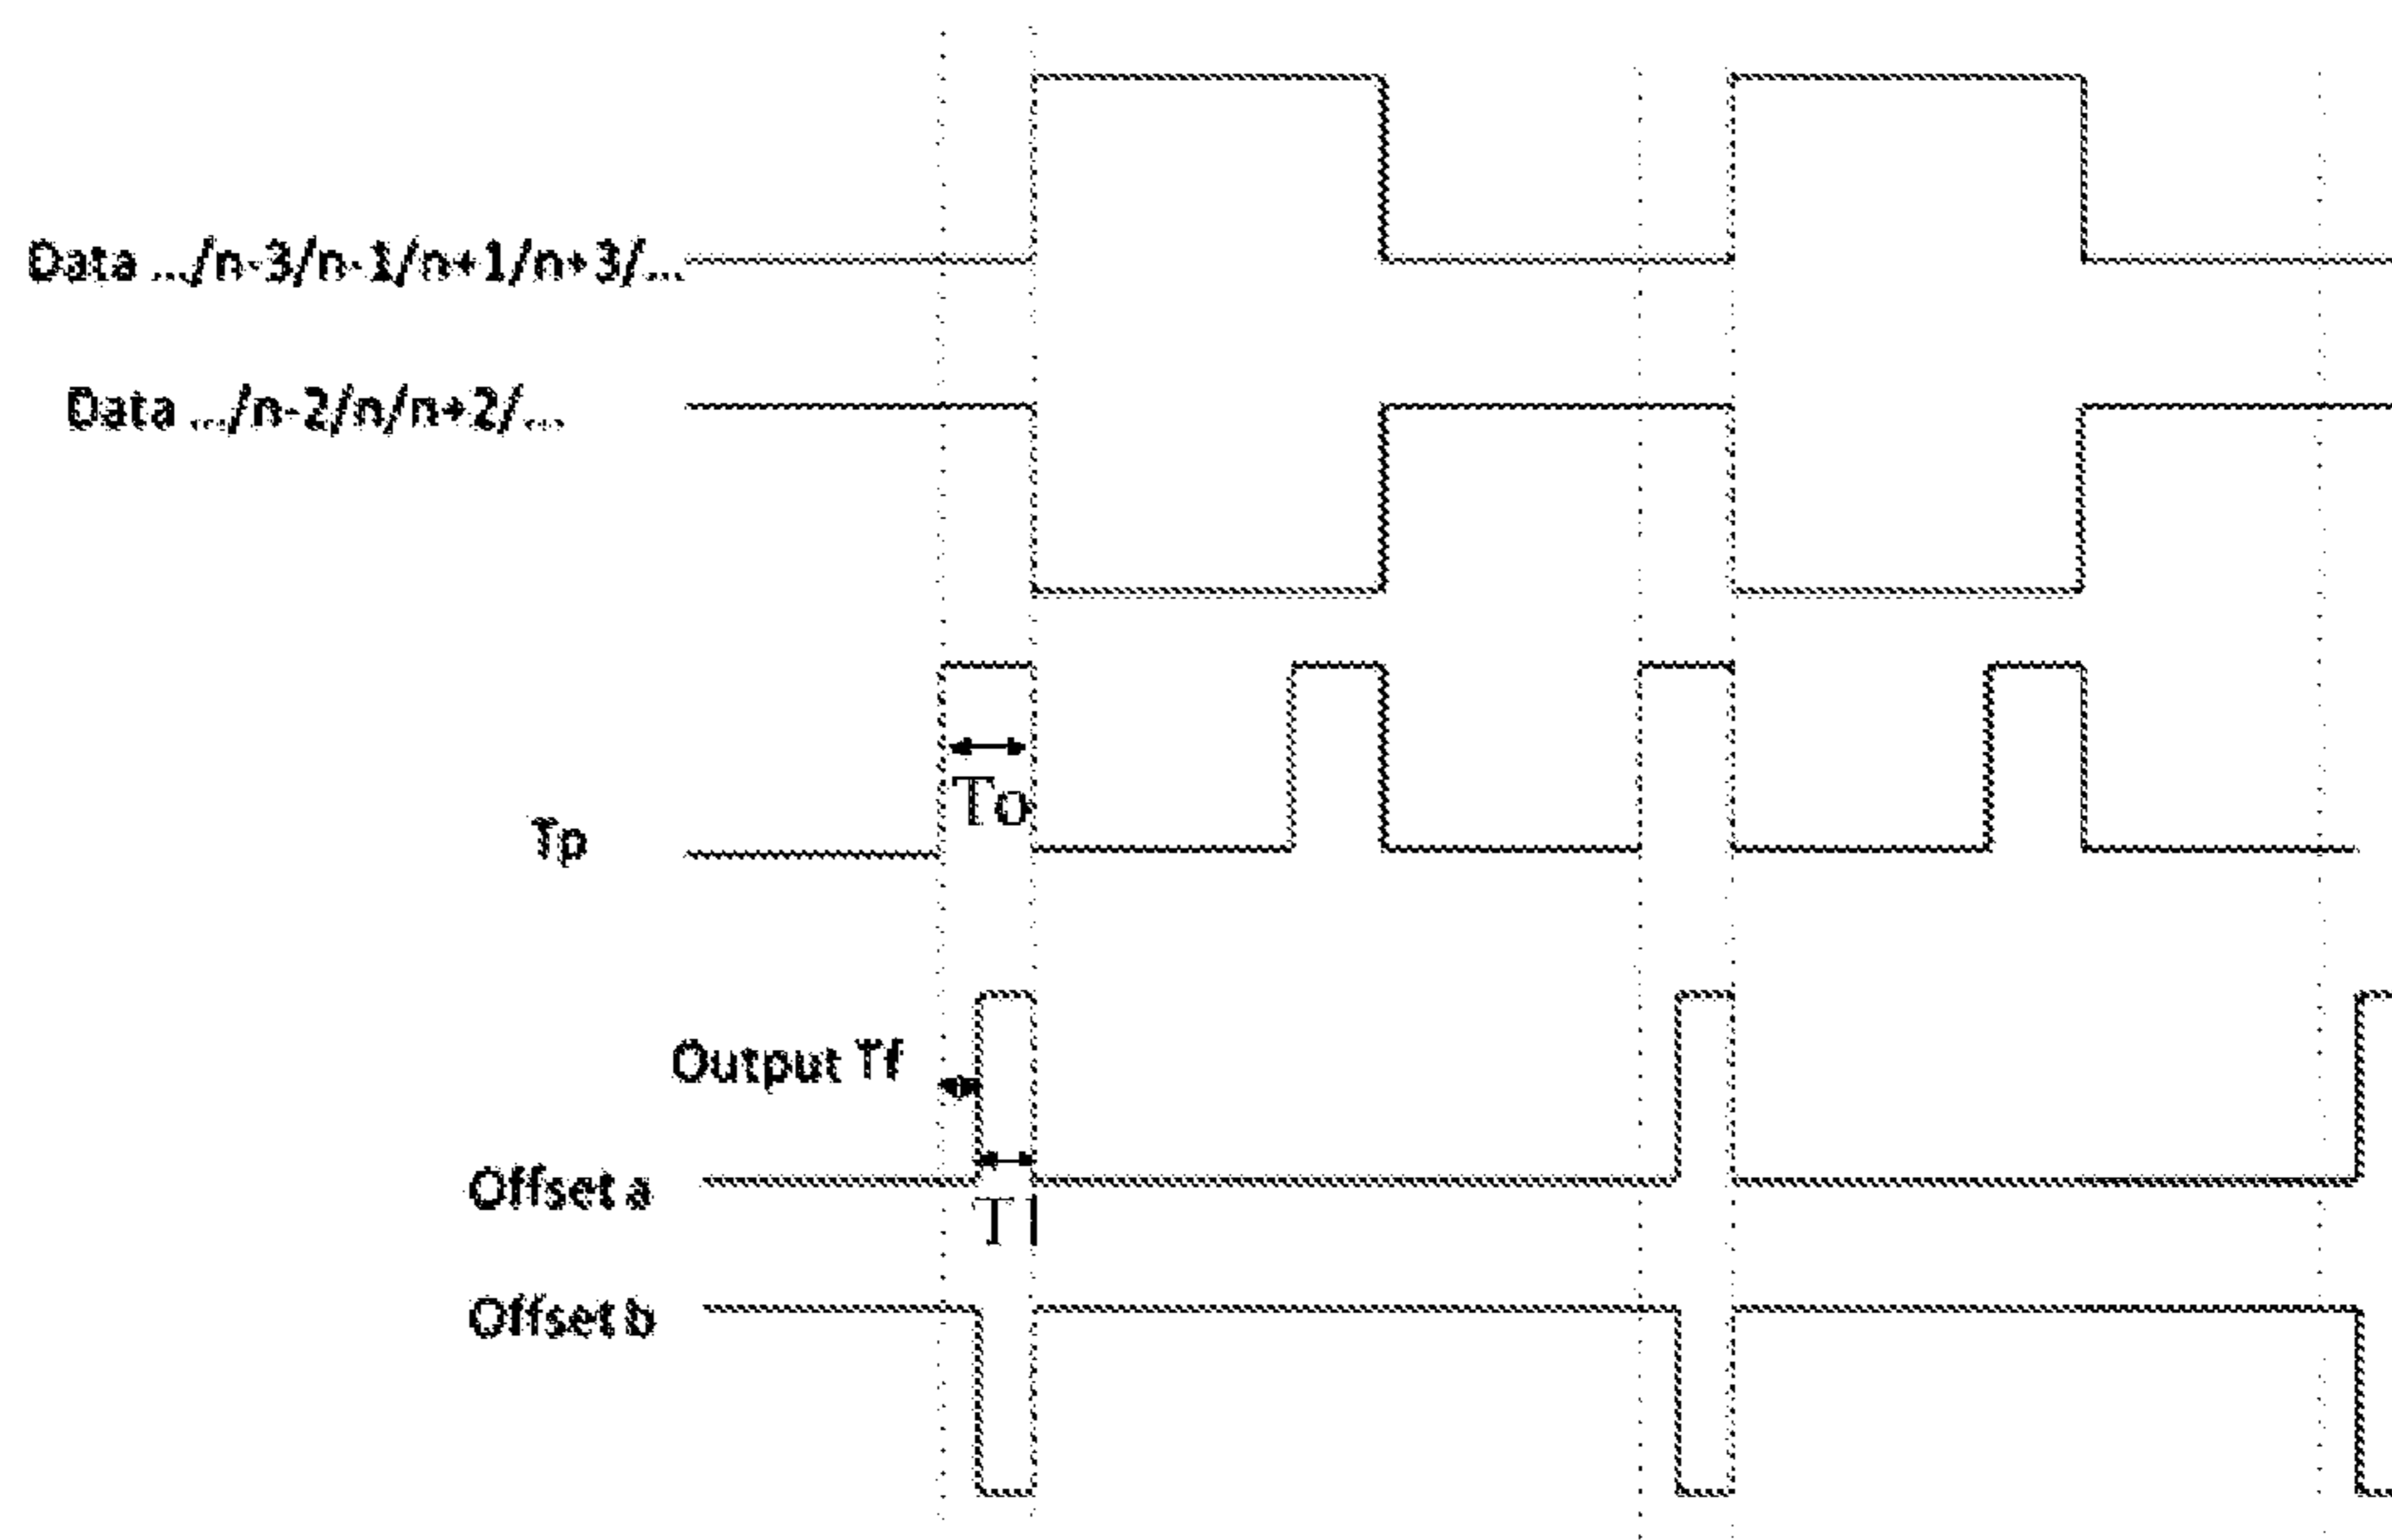 Data .../n-3/n-1/n+1/n+3/...
Data .../n-2/n/n+2/...
To
Tp
Output Tf
Offset a
T1
Offset b